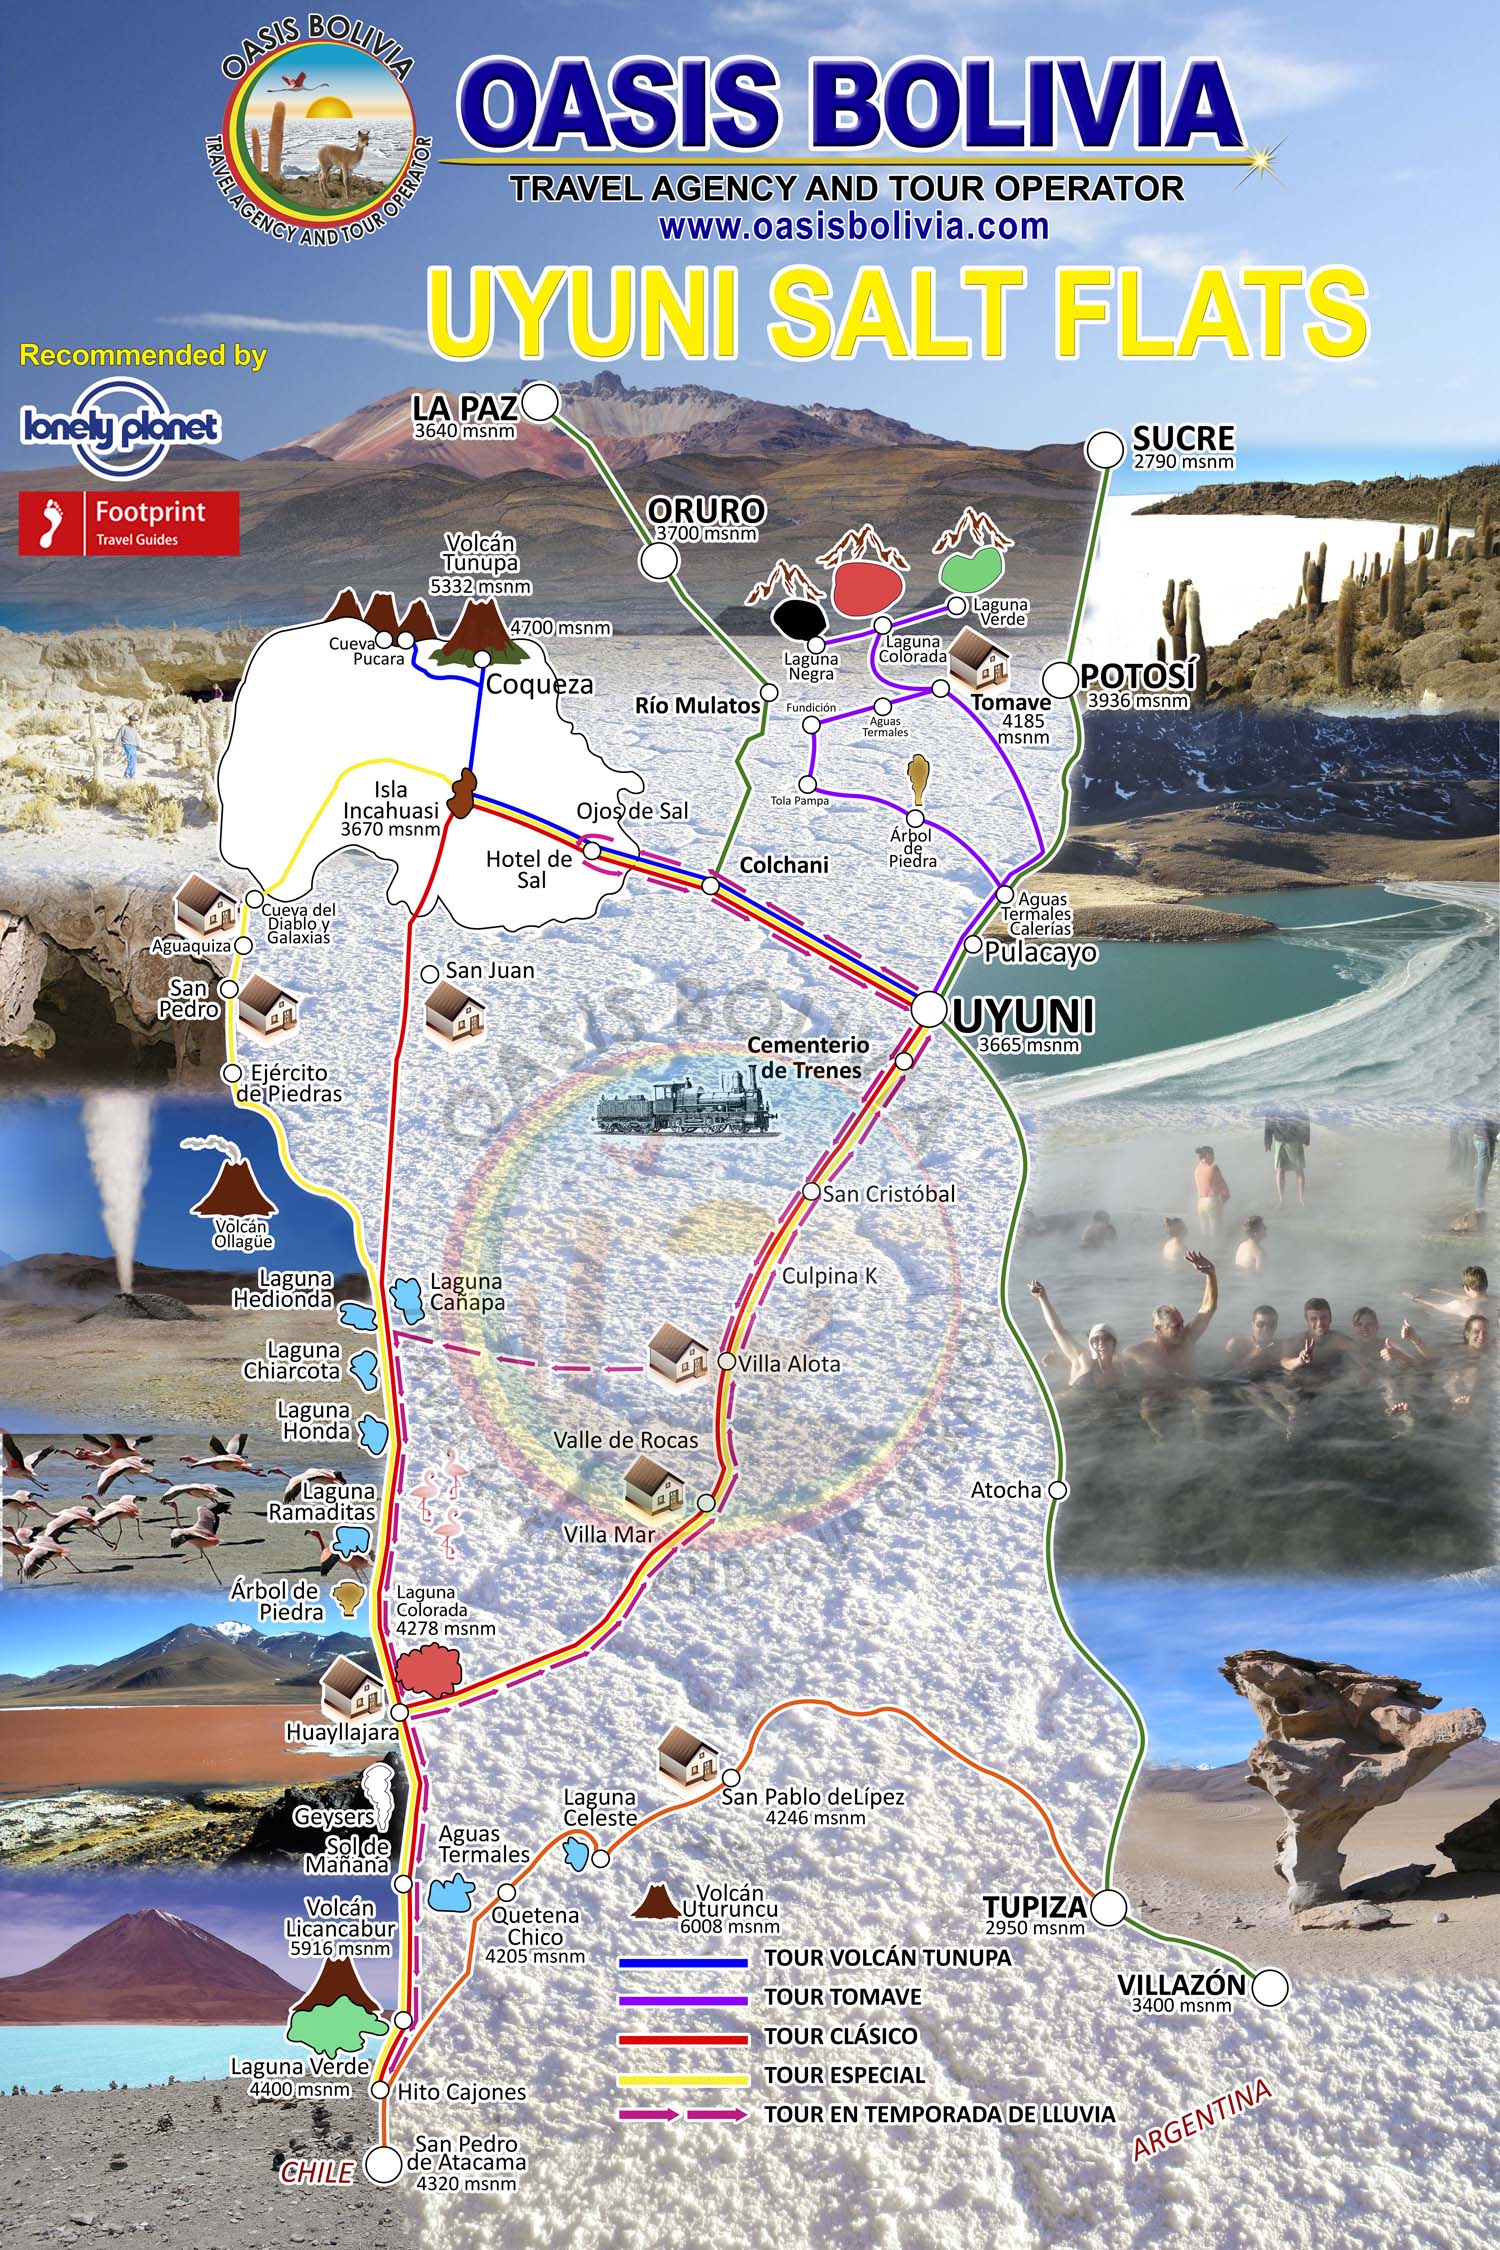 OASIS BOLIVIA
TRAVEL AGENCY AND TOUR OPERATOR
OASIS BOLIVIA
TRAVEL AGENCY AND TOUR OPERATOR
www.oasisbolivia.com
UYUNI SALT FLATS
Recommended by
lonely planet
Footprint
Travel Guides
LA PAZ
3640 msnm
SUCRE
2790 msnm
ORURO
3700 msnm
Volcán
Tunupa
5332 msnm
4700 msnm
Cueva
Pucara
Coqueza
Laguna
Negra
Laguna
Colorada
Laguna
Verde
Río Mulatos
Fundición
Aguas
Termales
Tomave
4185
msnm
POTOSÍ
3936 msnm
Isla
Incahuasi
3670 msnm
Ojos de Sal
Hotel de
Sal
Colchani
Tola Pampa
Árbol
de
Piedra
Aguas
Termales
Calerías
Pulacayo
Cueva del
Diablo y
Galaxias
Aguaquiza
San
Pedro
San Juan
UYUNI
3665 msnm
Cementerio
de Trenes
Ejército
de Piedras
OASIS BOLIVIA
San Cristóbal
Volcán
Ollagüe
Laguna
Hedionda
Laguna
Cañapa
Culpina K
Laguna
Chiarcota
Villa Alota
Laguna
Honda
Valle de Rocas
Laguna
Ramaditas
Atocha
Villa Mar
Árbol de
Piedra
Laguna
Colorada
4278 msnm
Huayllajara
Geysers
Sol de
Mañana
Laguna
Celeste
San Pablo deLípez
4246 msnm
Aguas
Termales
Quetena
Chico
4205 msnm
Volcán
Uturuncu
6008 msnm
TUPIZA
2950 msnm
Volcán
Licancabur
5916 msnm
VILLAZÓN
3400 msnm
Laguna Verde
4400 msnm
Hito Cajones
TOUR VOLCÁN TUNUPA
TOUR TOMAVE
TOUR CLÁSICO
TOUR ESPECIAL
TOUR EN TEMPORADA DE LLUVIA
ARGENTINA
CHILE
San Pedro
de Atacama
4320 msnm